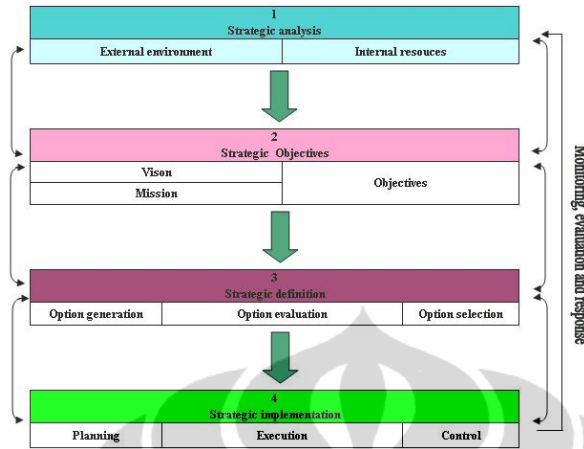 1
Strategic analysis
External environment
Internal resouces
2
Strategic Objectives
Vison
Mission
Objectives
3
Strategic definition
Option generation
Option evaluation
Option selection
4
Strategic implementation
Planning
Execution
Control
Monitoring, evaluation and response